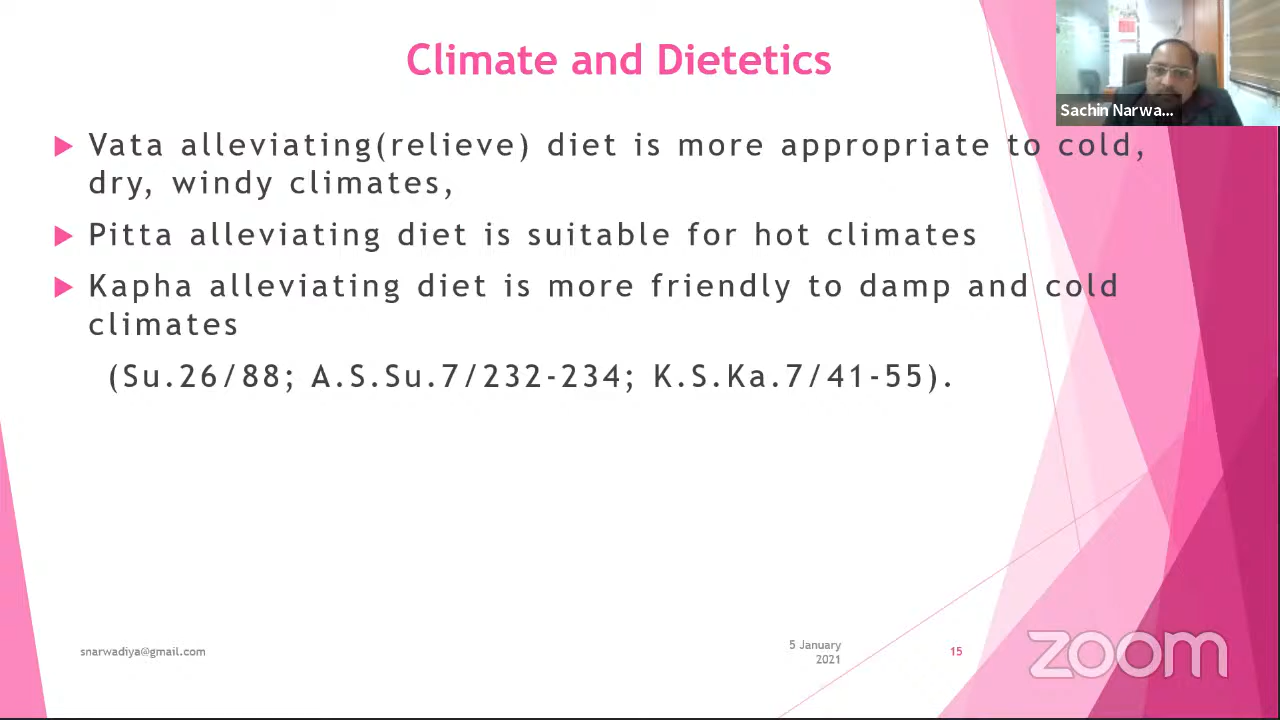 Climate and Dietetics
Sachin Narwa...
Vata alleviating(relieve) diet is more appropriate to cold,
dry, windy climates,
Pitta alleviating diet is suitable for hot climates
Kapha alleviating diet is more friendly to damp and cold
climates
(Su.26/88; A.S.Su.7/232-234; K.S.Ka.7/41-55).
snarwadiya@gmail.com
5 January
2021
15
zoom